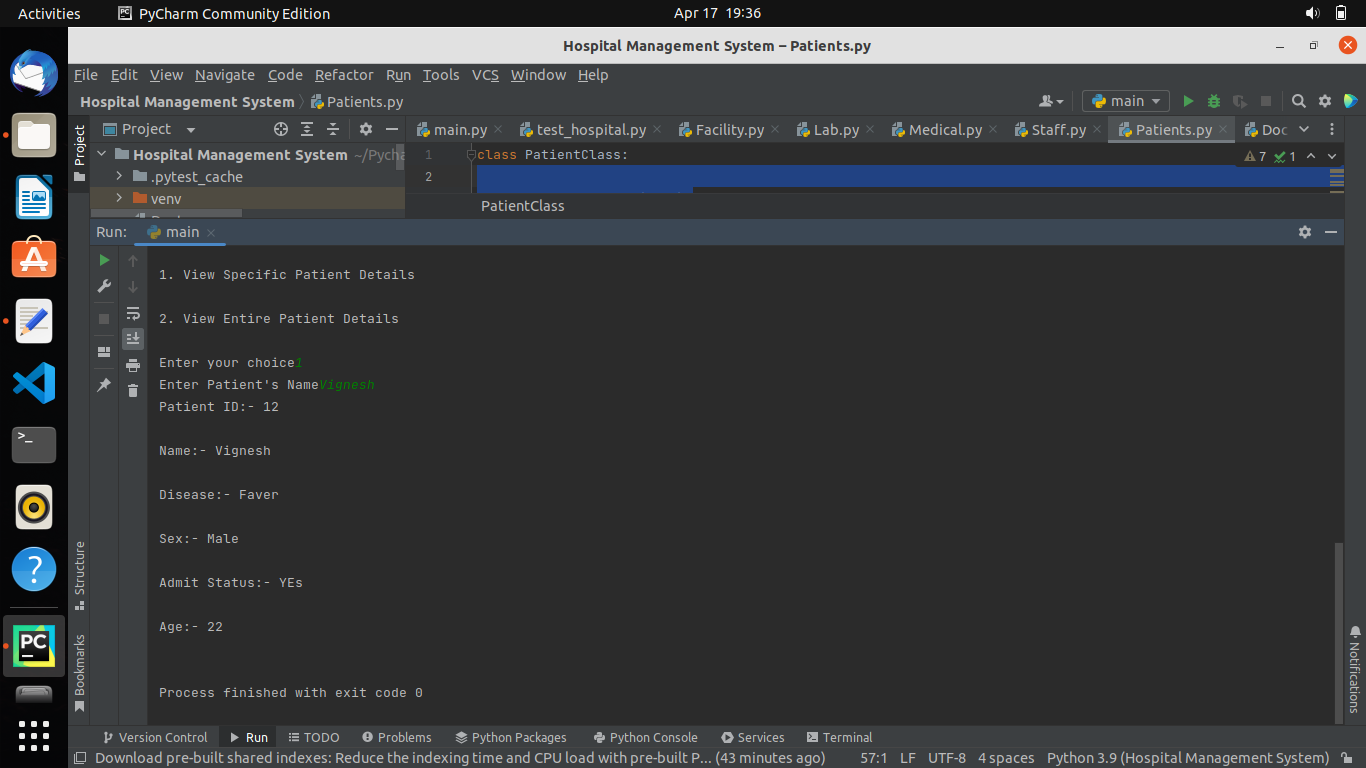 Activities PyCharm Community Edition Apr 17 19:36
Hospital Management System – Patients.py
File Edit View Navigate Code Refactor Run Tools VCS Window Help
Hospital Management System Patients.py main
Project main.py test_hospital.py Facility.py Lab.py Medical.py Staff.py Patients.py Doc
Project
Hospital Management System ~/Pycha
.pytest_cache
venv
1 class PatientClass: 7 1
2
PatientClass
Run: main
1. View Specific Patient Details
2. View Entire Patient Details
Enter your choice1
Enter Patient's NameVignesh
Patient ID:- 12
Name:- Vignesh
Disease:- Faver
Sex:- Male
Admit Status:- YEs
Age:- 22
Process finished with exit code 0
Structure
Bookmarks
Notifications
>_
?
PC
Version Control Run TODO Problems Python Packages Python Console Services Terminal
Download pre-built shared indexes: Reduce the indexing time and CPU load with pre-built P... (43 minutes ago) 57:1 LF UTF-8 4 spaces Python 3.9 (Hospital Management System)